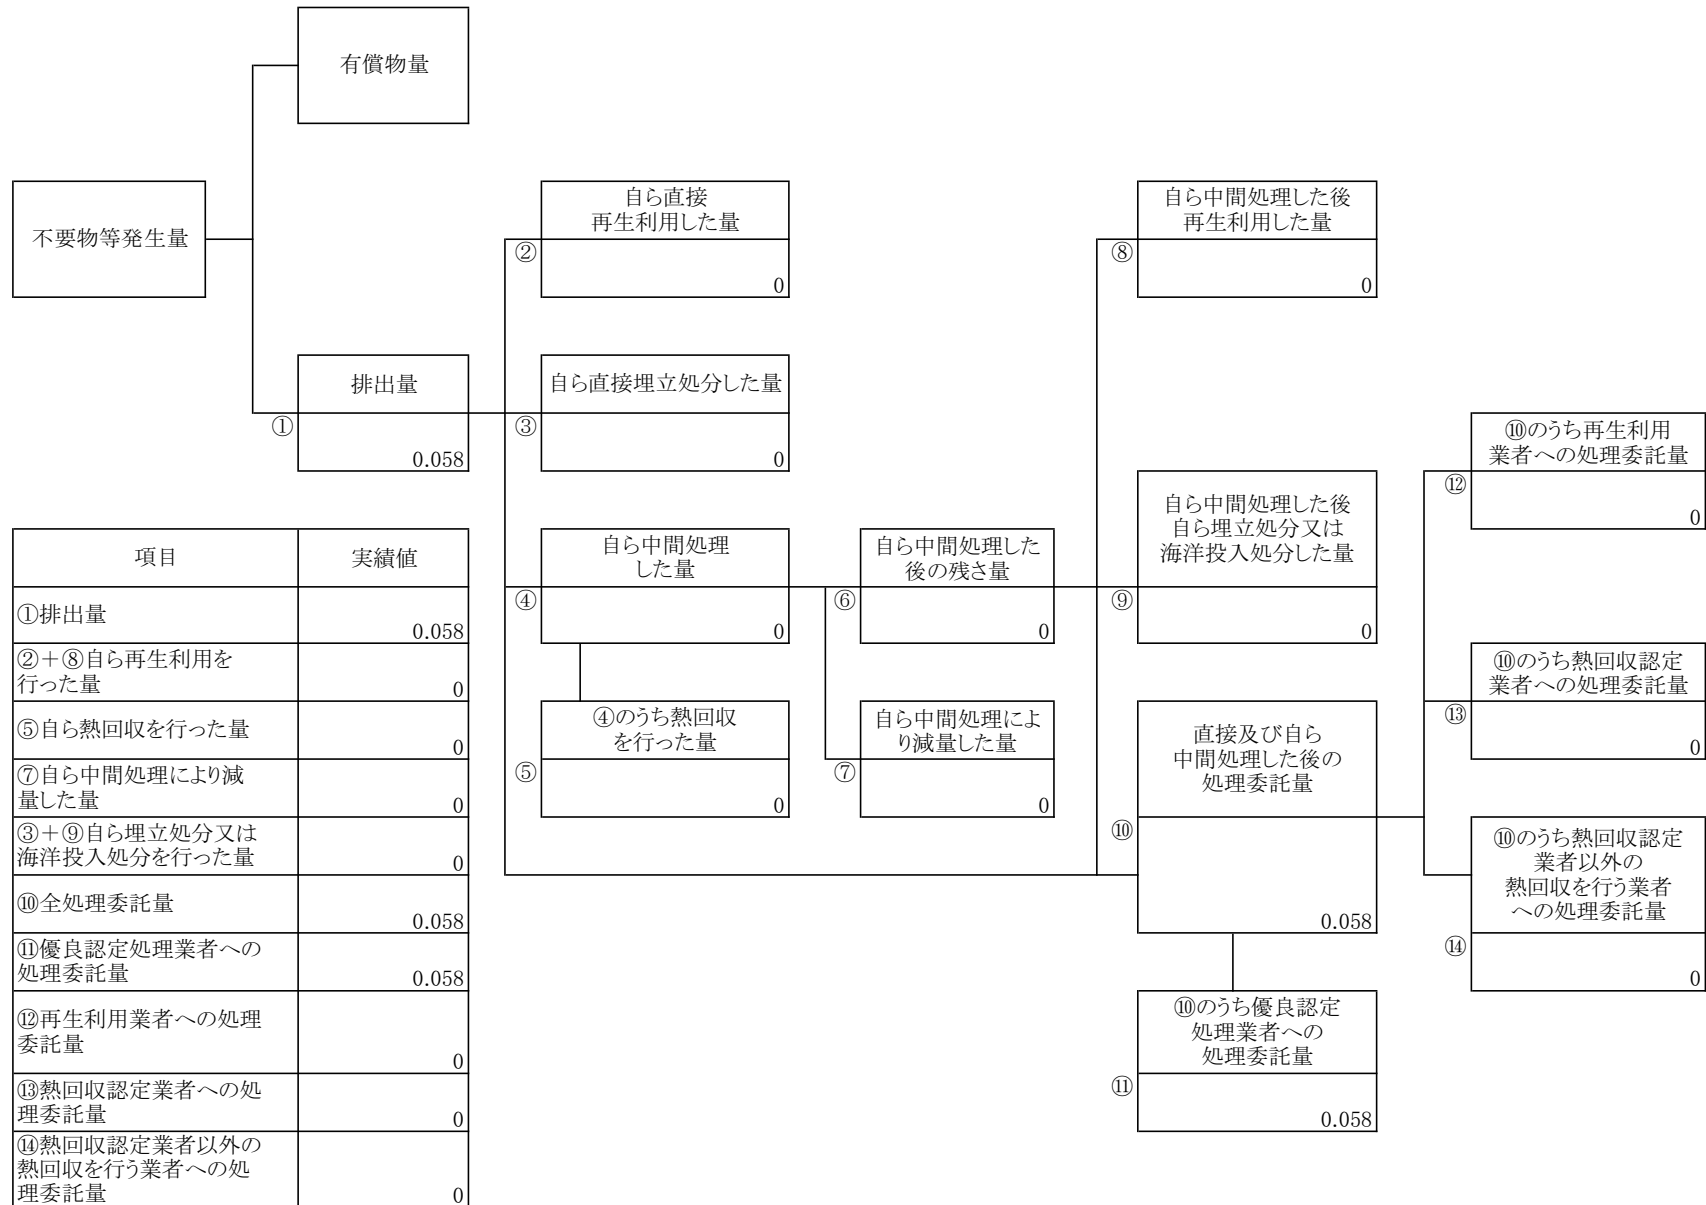 有償物量
不要物等発生量
自ら直接
再生利用した量
②
0
自ら中間処理した後
再生利用した量
⑧
0
排出量
①
0.058
自ら直接埋立処分した量
③
0
⑩のうち再生利用
業者への処理委託量
⑫
0
自ら中間処理した後
自ら埋立処分又は
海洋投入処分した量
⑨
0
自ら中間処理
した量
④
0
自ら中間処理した
後の残さ量
⑥
0
⑩のうち熱回収認定
業者への処理委託量
⑬
0
④のうち熱回収
を行った量
⑤
0
自ら中間処理によ
り減量した量
⑦
0
直接及び自ら
中間処理した後の
処理委託量
⑩
0.058
⑩のうち熱回収認定
業者以外の
熱回収を行う業者
への処理委託量
⑭
0
⑩のうち優良認定
処理業者への
処理委託量
⑪
0.058
項目 実績値
①排出量
0.058
②＋⑧自ら再生利用を
行った量
0
⑤自ら熱回収を行った量
0
⑦自ら中間処理により減
量した量
0
③＋⑨自ら埋立処分又は
海洋投入処分を行った量
0
⑩全処理委託量
0.058
⑪優良認定処理業者への
処理委託量
0.058
⑫再生利用業者への処理
委託量
0
⑬熱回収認定業者への処
理委託量
0
⑭熱回収認定業者以外の
熱回収を行う業者への処
理委託量
0